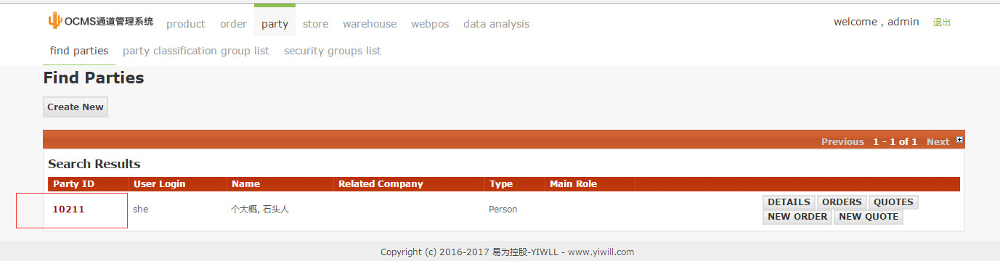 OCMS通道管理系统 product order party store warehouse webpos data analysis welcome , admin 退出
find parties party classification group list security groups list
Find Parties
Create New
Previous 1 - 1 of 1 Next
Search Results
Party ID User Login Name Related Company Type Main Role
10211 she 个大概, 石头人 Person DETAILS ORDERS QUOTES
NEW ORDER NEW QUOTE
Copyright (c) 2016-2017 易为控股-YIWLL - www.yiwill.com